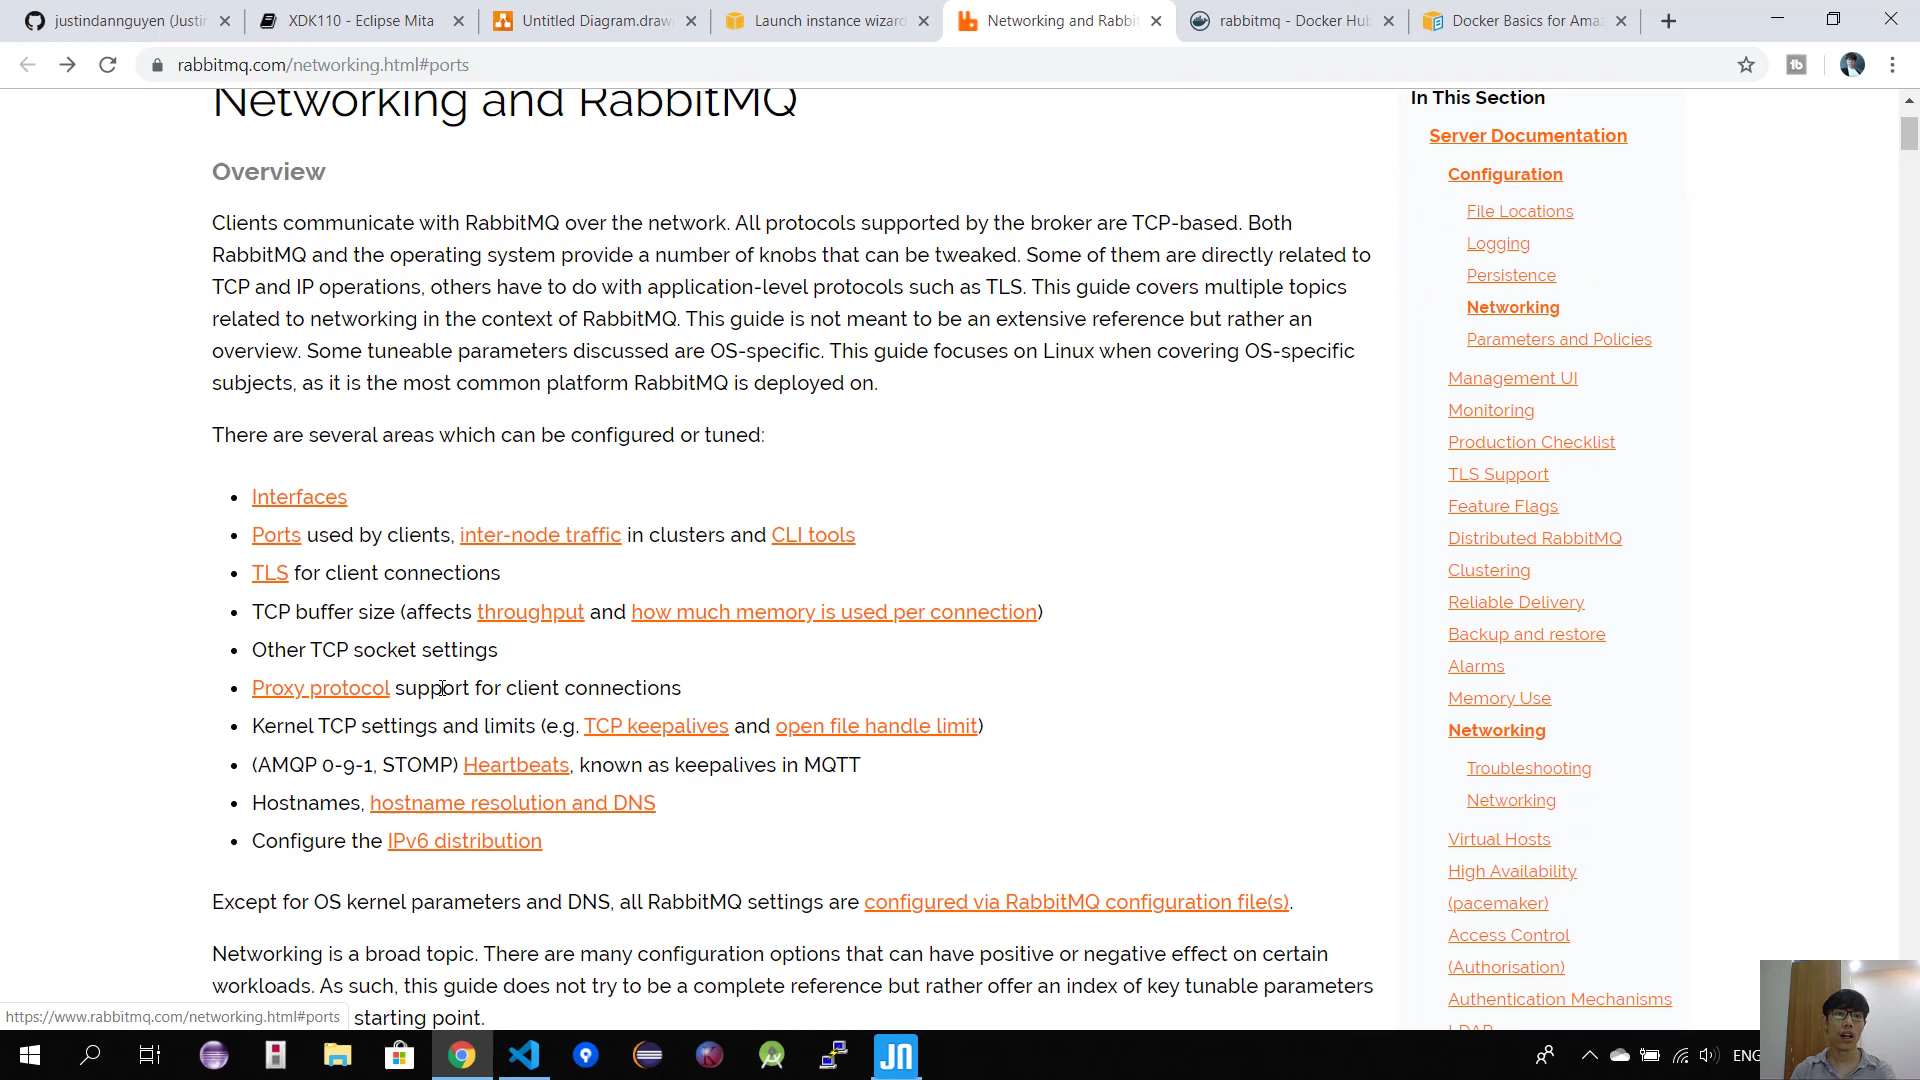 justindannguyen (Justin
XDK110 - Eclipse Mita
Untitled Diagram.draw
Launch instance wizard
Networking and Rabbit
rabbitmq - Docker Hub
Docker Basics for Ama
rabbitmq.com/networking.html#ports
Networking and RabbitMQ
Overview
Clients communicate with RabbitMQ over the network. All protocols supported by the broker are TCP-based. Both
RabbitMQ and the operating system provide a number of knobs that can be tweaked. Some of them are directly related to
TCP and IP operations, others have to do with application-level protocols such as TLS. This guide covers multiple topics
related to networking in the context of RabbitMQ. This guide is not meant to be an extensive reference but rather an
overview. Some tuneable parameters discussed are OS-specific. This guide focuses on Linux when covering OS-specific
subjects, as it is the most common platform RabbitMQ is deployed on.
There are several areas which can be configured or tuned:
• Interfaces
• Ports used by clients, inter-node traffic in clusters and CLI tools
• TLS for client connections
• TCP buffer size (affects throughput and how much memory is used per connection)
• Other TCP socket settings
• Proxy protocol support for client connections
• Kernel TCP settings and limits (e.g. TCP keepalives and open file handle limit)
• (AMQP 0-9-1, STOMP) Heartbeats, known as keepalives in MQTT
• Hostnames, hostname resolution and DNS
• Configure the IPv6 distribution
Except for OS kernel parameters and DNS, all RabbitMQ settings are configured via RabbitMQ configuration file(s).
Networking is a broad topic. There are many configuration options that can have positive or negative effect on certain
workloads. As such, this guide does not try to be a complete reference but rather offer an index of key tunable parameters
starting point.
In This Section
Server Documentation
Configuration
File Locations
Logging
Persistence
Networking
Parameters and Policies
Management UI
Monitoring
Production Checklist
TLS Support
Feature Flags
Distributed RabbitMQ
Clustering
Reliable Delivery
Backup and restore
Alarms
Memory Use
Networking
Troubleshooting
Networking
Virtual Hosts
High Availability
(pacemaker)
Access Control
(Authorisation)
Authentication Mechanisms
LDAP
https://www.rabbitmq.com/networking.html#ports
JN
ENG